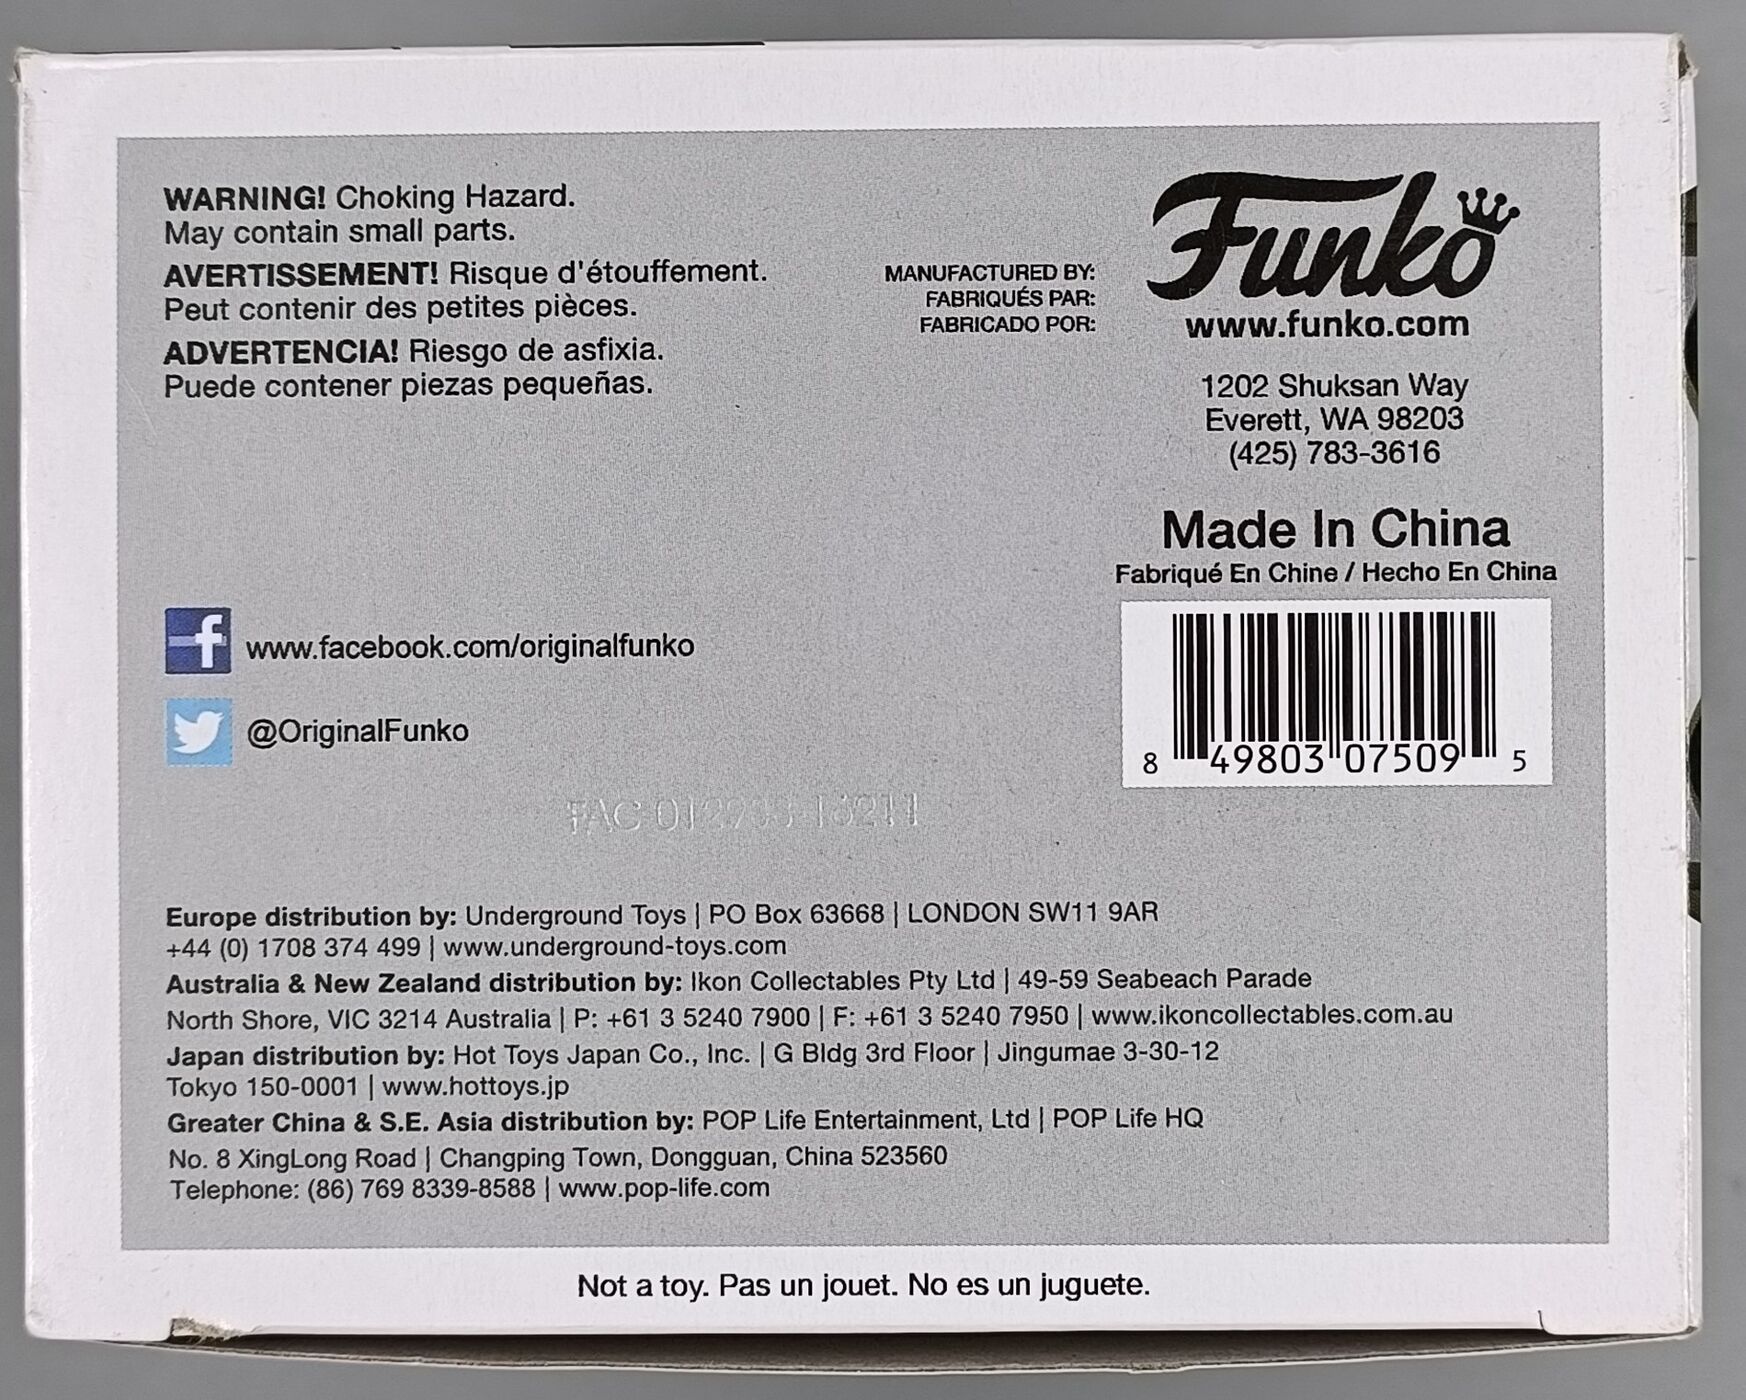 WARNING! Choking Hazard.
May contain small parts.
AVERTISSEMENT! Risque d'étouffement.
Peut contenir des petites pièces.
ADVERTENCIA! Riesgo de asfixia.
Puede contener piezas pequeñas.
MANUFACTURED BY:
FABRIQUÉS PAR:
FABRICADO POR:
Funko
www.funko.com
1202 Shuksan Way
Everett, WA 98203
(425) 783-3616
Made In China
Fabriqué En Chine / Hecho En China
8 49803 07509 5
f
www.facebook.com/originalfunko
@OriginalFunko
FAC
Europe distribution by: Underground Toys | PO Box 63668 | LONDON SW11 9AR
+44 (0) 1708 374 499 | www.underground-toys.com
Australia & New Zealand distribution by: Ikon Collectables Pty Ltd | 49-59 Seabeach Parade
North Shore, VIC 3214 Australia | P: +61 3 5240 7900 | F: +61 3 5240 7950 | www.ikoncollectables.com.au
Japan distribution by: Hot Toys Japan Co., Inc. | G Bldg 3rd Floor | Jingumae 3-30-12
Tokyo 150-0001 | www.hottoys.jp
Greater China & S.E. Asia distribution by: POP Life Entertainment, Ltd | POP Life HQ
No. 8 XingLong Road | Changping Town, Dongguan, China 523560
Telephone: (86) 769 8339-8588 | www.pop-life.com
Not a toy. Pas un jouet. No es un juguete.